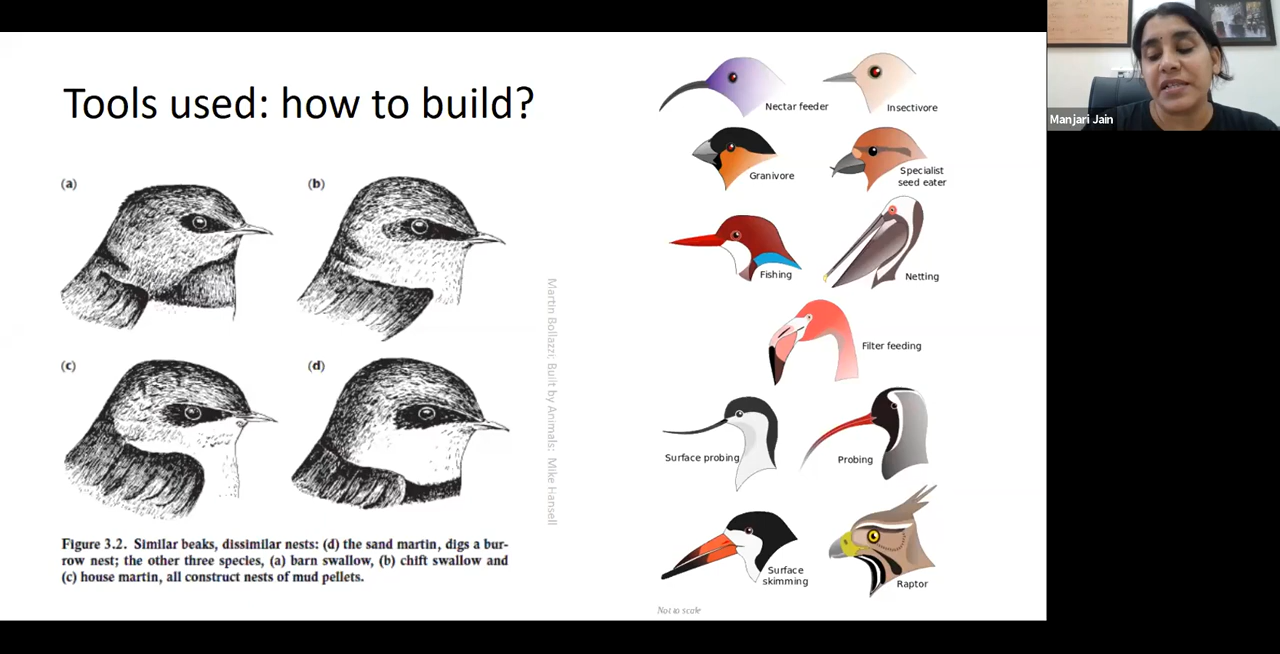 Tools used: how to build?
(a)
(b)
(c)
(d)
Figure 3.2. Similar beaks, dissimilar nests: (d) the sand martin, digs a bur-
row nest; the other three species, (a) barn swallow, (b) chift swallow and
(c) house martin, all construct nests of mud pellets.
Martin Bollazzi; Built by Animals: Mike Hansell
Nectar feeder
Insectivore
Granivore
Specialist
seed eater
Fishing
Netting
Filter feeding
Surface probing
Probing
Surface
skimming
Raptor
Not to scale
Manjari Jain